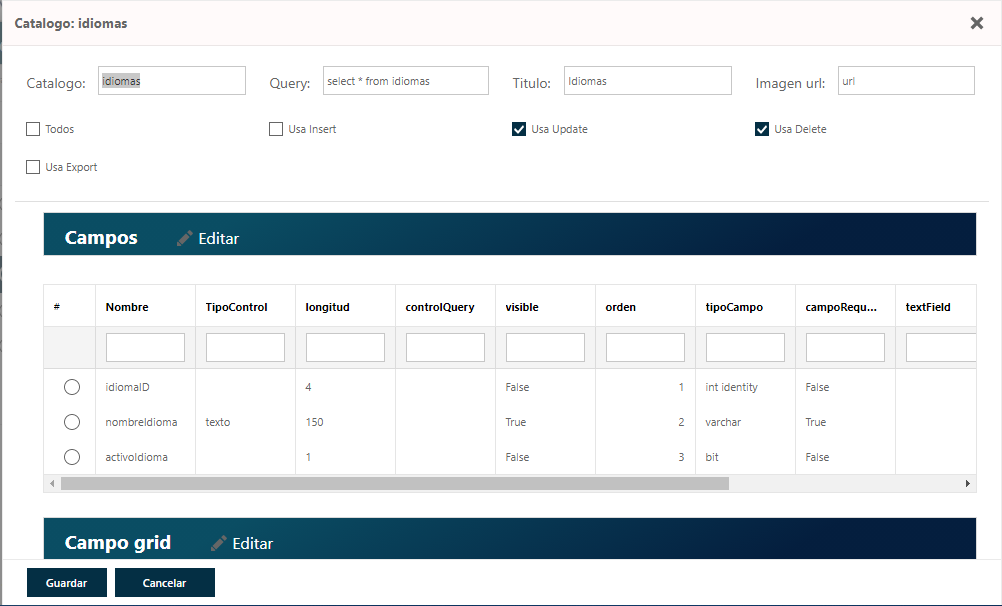 Catalogo: idiomas
Catalogo: idiomas Query: select * from idiomas Titulo: Idiomas Imagen url: url
Todos Usa Insert Usa Update Usa Delete
Usa Export
Campos Editar
# Nombre TipoControl longitud controlQuery visible orden tipoCampo campoRequ... textField
idiomaID 4 False 1 int identity False
nombreIdioma texto 150 True 2 varchar True
activoIdioma 1 False 3 bit False
Campo grid Editar
Guardar Cancelar